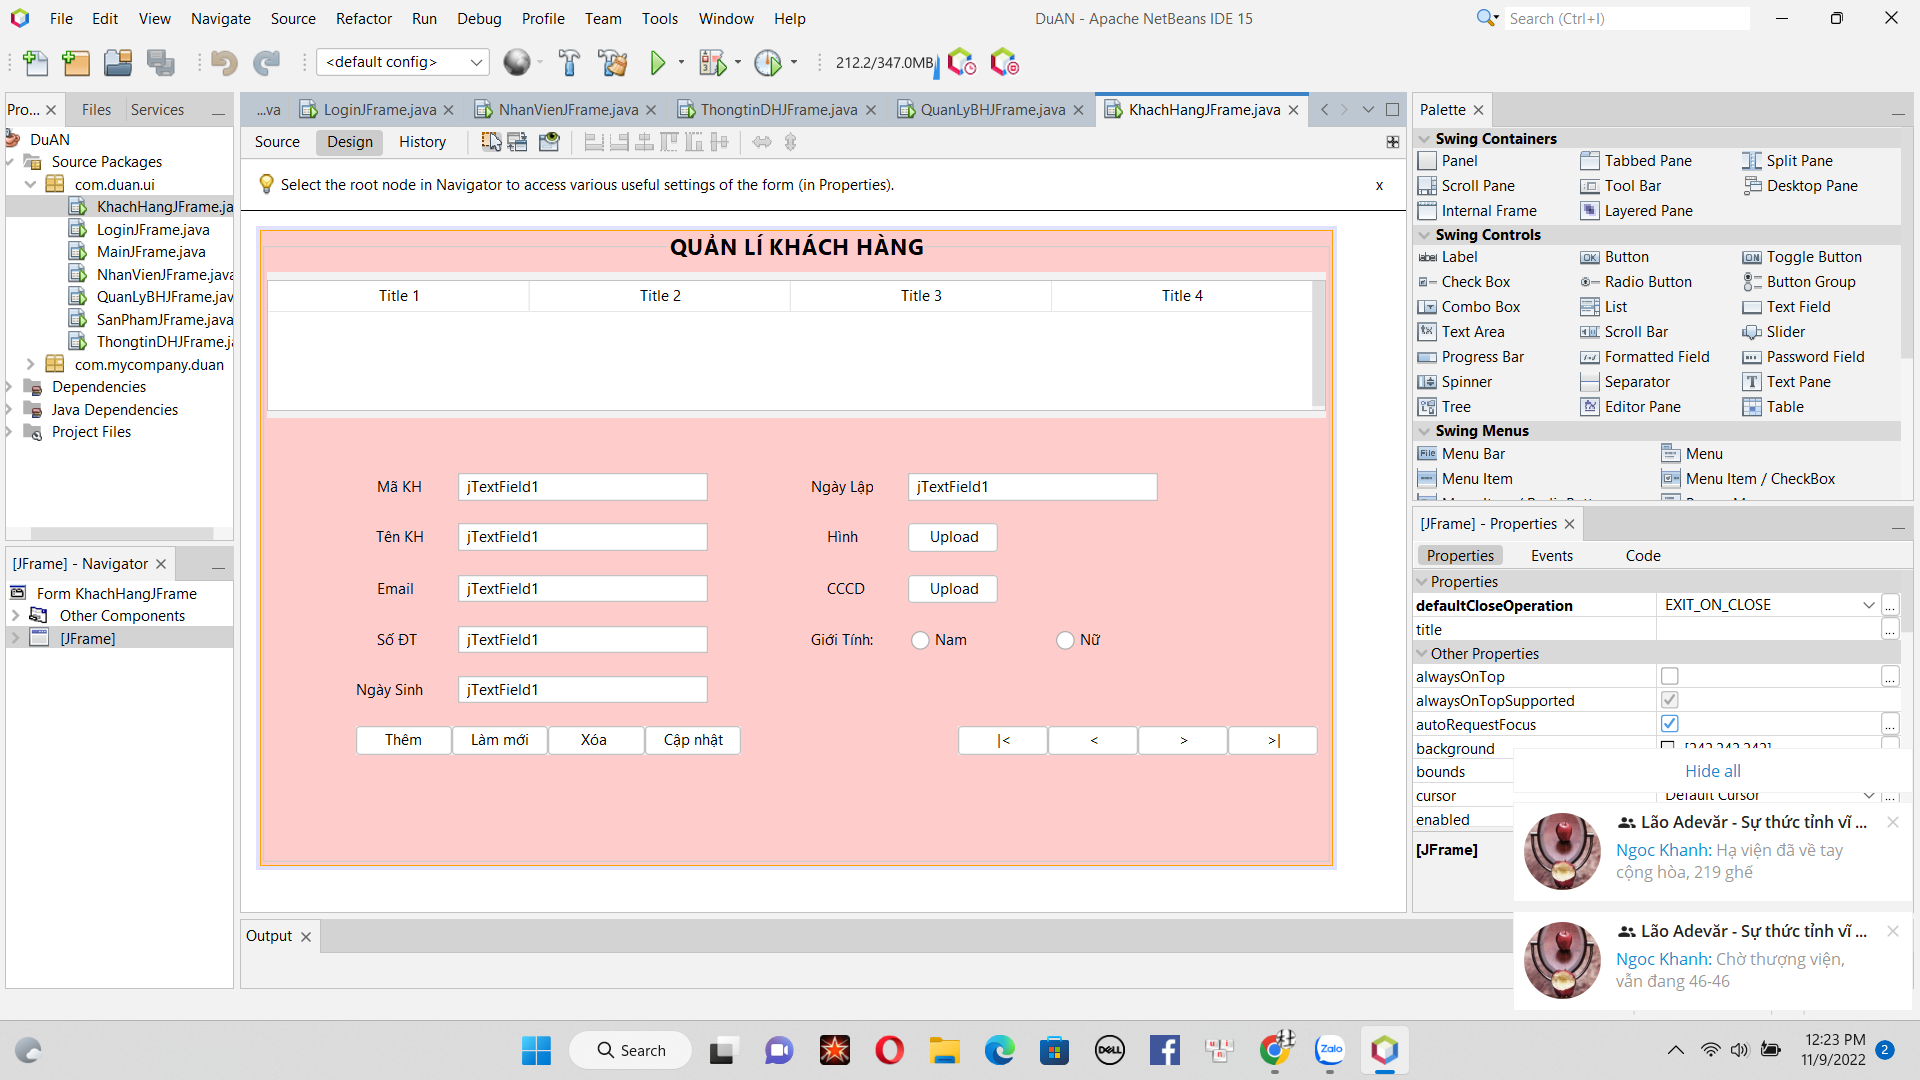 File Edit View Navigate Source Refactor Run Debug Profile Team Tools Window Help
DuAN - Apache NetBeans IDE 15
Search (Ctrl+I)
<default config>
212.2/347.0MB
Pro...
Files
Services
DuAN
Source Packages
com.duan.ui
KhachHangJFrame.ja
LoginJFrame.java
MainJFrame.java
NhanVienJFrame.java
QuanLyBHJFrame.jav
SanPhamJFrame.java
ThongtinDHJFrame.j
com.mycompany.duan
Dependencies
Java Dependencies
Project Files
[JFrame] - Navigator
Form KhachHangJFrame
Other Components
[JFrame]
...va
LoginJFrame.java
NhanVienJFrame.java
ThongtinDHJFrame.java
QuanLyBHJFrame.java
KhachHangJFrame.java
Source Design History
Select the root node in Navigator to access various useful settings of the form (in Properties).
x
QUẢN LÍ KHÁCH HÀNG
Title 1 Title 2 Title 3 Title 4
Mã KH jTextField1 Ngày Lập jTextField1
Tên KH jTextField1 Hình Upload
Email jTextField1 CCCD Upload
Số ĐT jTextField1 Giới Tính: Nam Nữ
Ngày Sinh jTextField1
Thêm Làm mới Xóa Cập nhật |< < > >|
Output
Palette
Swing Containers
Panel Tabbed Pane Split Pane
Scroll Pane Tool Bar Desktop Pane
Internal Frame Layered Pane
Swing Controls
label Label OK Button ON Toggle Button
Check Box Radio Button Button Group
Combo Box List Text Field
Text Area Scroll Bar Slider
Progress Bar Formatted Field Password Field
Spinner Separator Text Pane
Tree Editor Pane Table
Swing Menus
File Menu Bar Menu
Menu Item Menu Item / CheckBox
[JFrame] - Properties
Properties Events Code
Properties
defaultCloseOperation EXIT_ON_CLOSE ...
title ...
Other Properties
alwaysOnTop ...
alwaysOnTopSupported
autoRequestFocus ...
background [242,242,242]
bounds
cursor Default Cursor ...
enabled
[JFrame]
Hide all
Lão Adevăr - Sự thức tỉnh vĩ ...
Ngoc Khanh: Hạ viện đã về tay
cộng hòa, 219 ghế
Lão Adevăr - Sự thức tỉnh vĩ ...
Ngoc Khanh: Chờ thượng viện,
vẫn đang 46-46
Search
DELL
Zalo
12:23 PM
11/9/2022
2